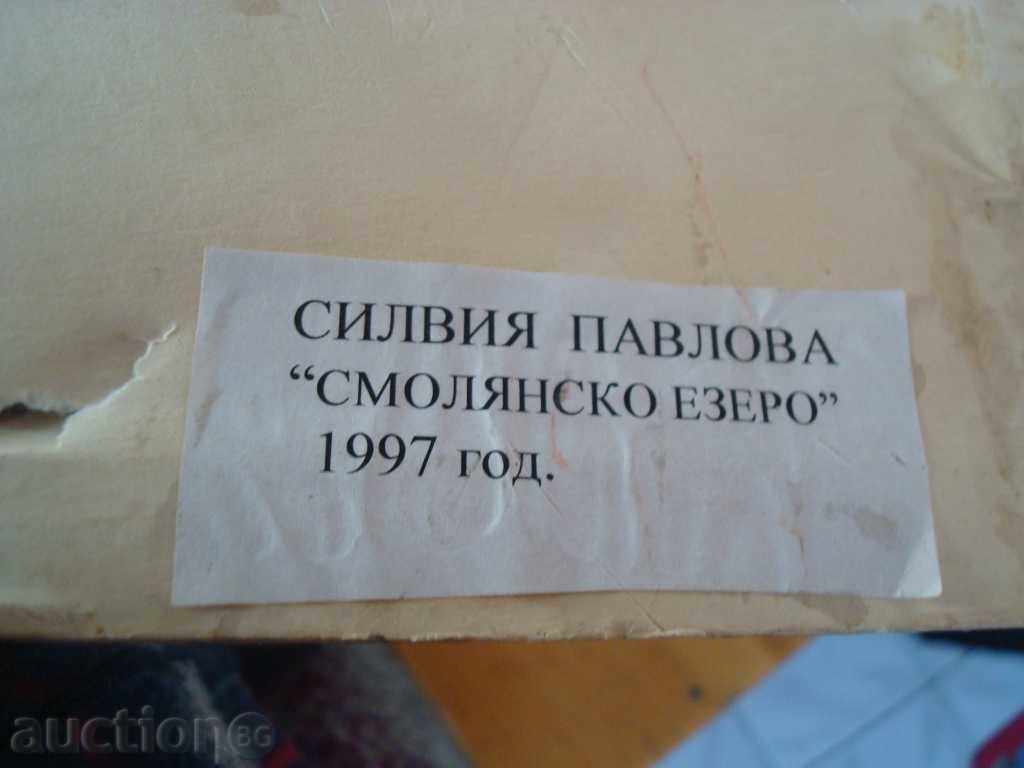 СИЛВИЯ ПАВЛОВА
“СМОЛЯНСКО ЕЗЕРО”
1997 год.
auction BG